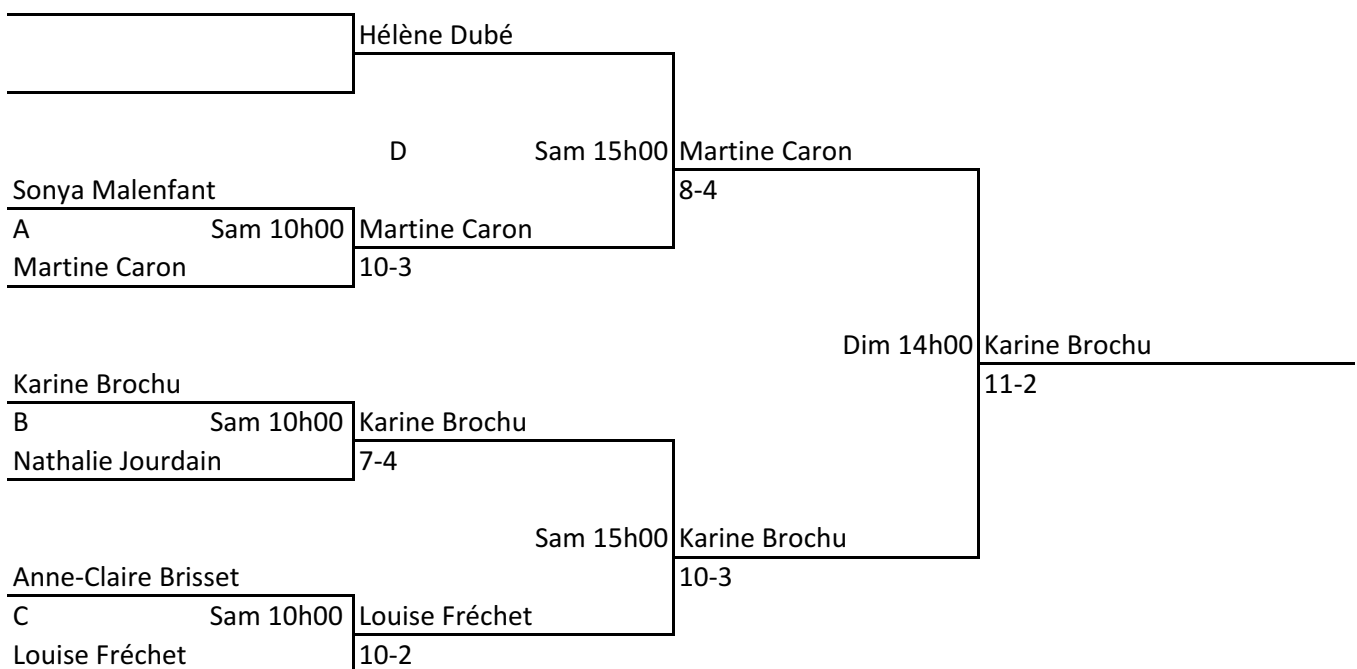 Hélène Dubé
D Sam 15h00 Martine Caron
Sonya Malenfant 8-4
A Sam 10h00 Martine Caron
Martine Caron 10-3
Dim 14h00 Karine Brochu
Karine Brochu 11-2
B Sam 10h00 Karine Brochu
Nathalie Jourdain 7-4
Sam 15h00 Karine Brochu
Anne-Claire Brisset 10-3
C Sam 10h00 Louise Fréchet
Louise Fréchet 10-2